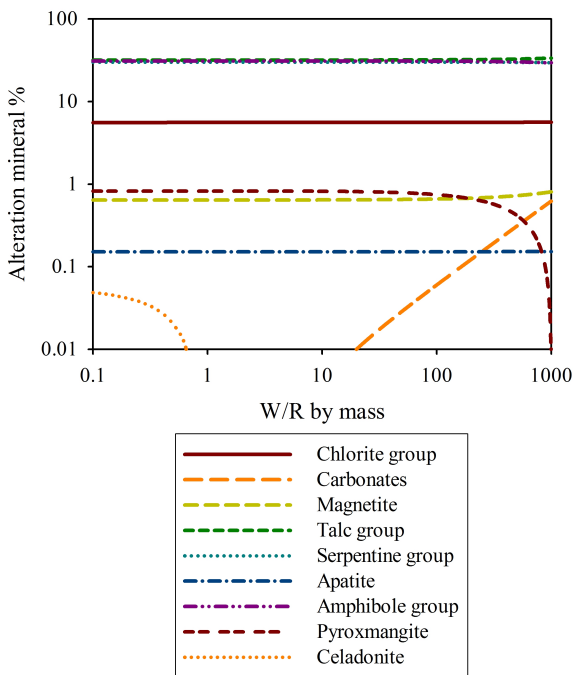 100
10
1
0.1
0.01
Alteration mineral %
0.1 1 10 100 1000
W/R by mass
Chlorite group
Carbonates
Magnetite
Talc group
Serpentine group
Apatite
Amphibole group
Pyroxmangite
Celadonite